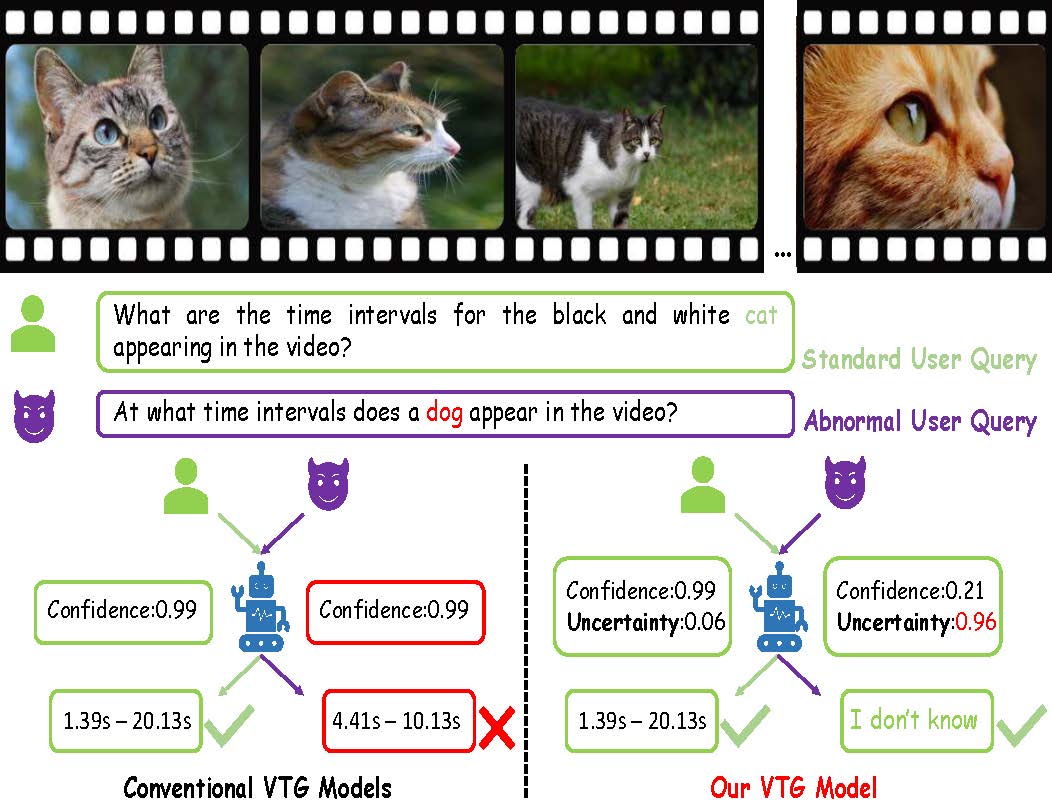 ...
What are the time intervals for the black and white cat
appearing in the video?
Standard User Query
At what time intervals does a dog appear in the video?
Abnormal User Query
Confidence:0.99
Confidence:0.99
1.39s – 20.13s
4.41s – 10.13s
Conventional VTG Models
Confidence:0.99
Uncertainty:0.06
Confidence:0.21
Uncertainty:0.96
1.39s – 20.13s
I don't know
Our VTG Model